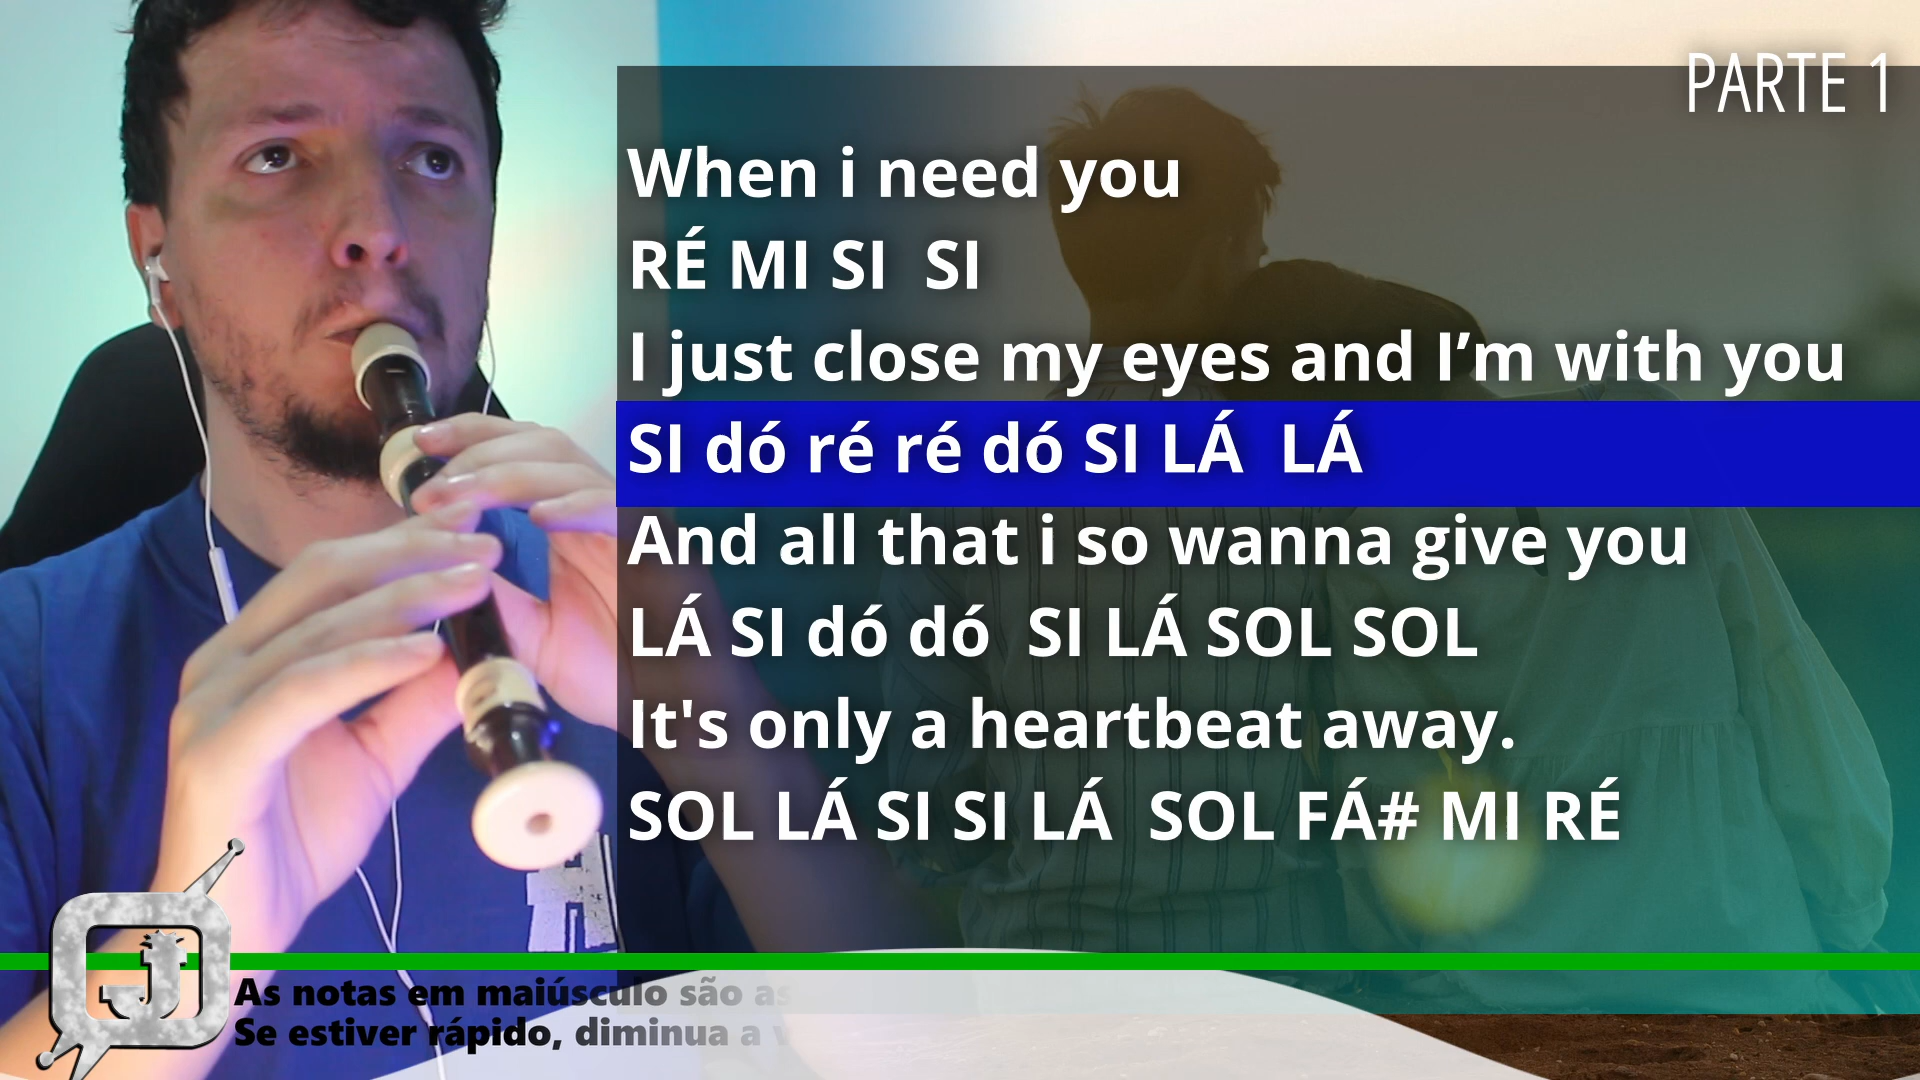 PARTE 1
When i need you
RÉ MI SI  SI
I just close my eyes and I’m with you
SI dó ré ré dó SI LÁ  LÁ
And all that i so wanna give you
LÁ SI dó dó  SI LÁ SOL SOL
It's only a heartbeat away.
SOL LÁ SI SI LÁ  SOL FÁ# MI RÉ
As notas em maiúsculo são as
Se estiver rápido, diminua a v